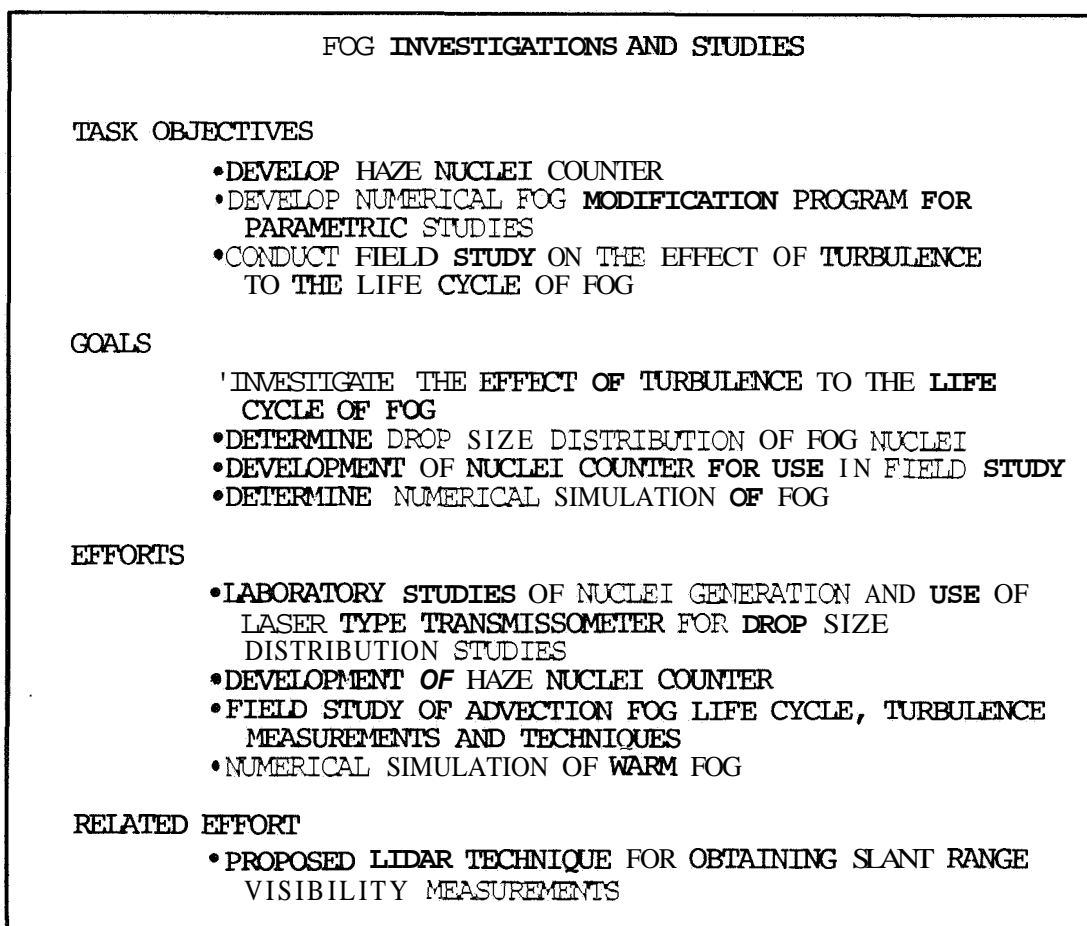 FOG INVESTIGATIONS AND STUDIES
TASK OBJECTIVES
•DEVELOP HAZE NUCLEI COUNTER
•DEVELOP NUMERICAL FOG MODIFICATION PROGRAM FOR
PARAMETRIC STUDIES
•CONDUCT FIELD STUDY ON THE EFFECT OF TURBULENCE
TO THE LIFE CYCLE OF FOG
GOALS
'INVESTIGATE THE EFFECT OF TURBULENCE TO THE LIFE
CYCLE OF FOG
•DETERMINE DROP SIZE DISTRIBUTION OF FOG NUCLEI
•DEVELOPMENT OF NUCLEI COUNTER FOR USE IN FIELD STUDY
•DETERMINE NUMERICAL SIMULATION OF FOG
EFFORTS
•LABORATORY STUDIES OF NUCLEI GENERATION AND USE OF
LASER TYPE TRANSMISSOMETER FOR DROP SIZE
DISTRIBUTION STUDIES
•DEVELOPMENT OF HAZE NUCLEI COUNTER
•FIELD STUDY OF ADVECTION FOG LIFE CYCLE, TURBULENCE
MEASUREMENTS AND TECHNIQUES
•NUMERICAL SIMULATION OF WARM FOG
RELATED EFFORT
•PROPOSED LIDAR TECHNIQUE FOR OBTAINING SLANT RANGE
VISIBILITY MEASUREMENTS